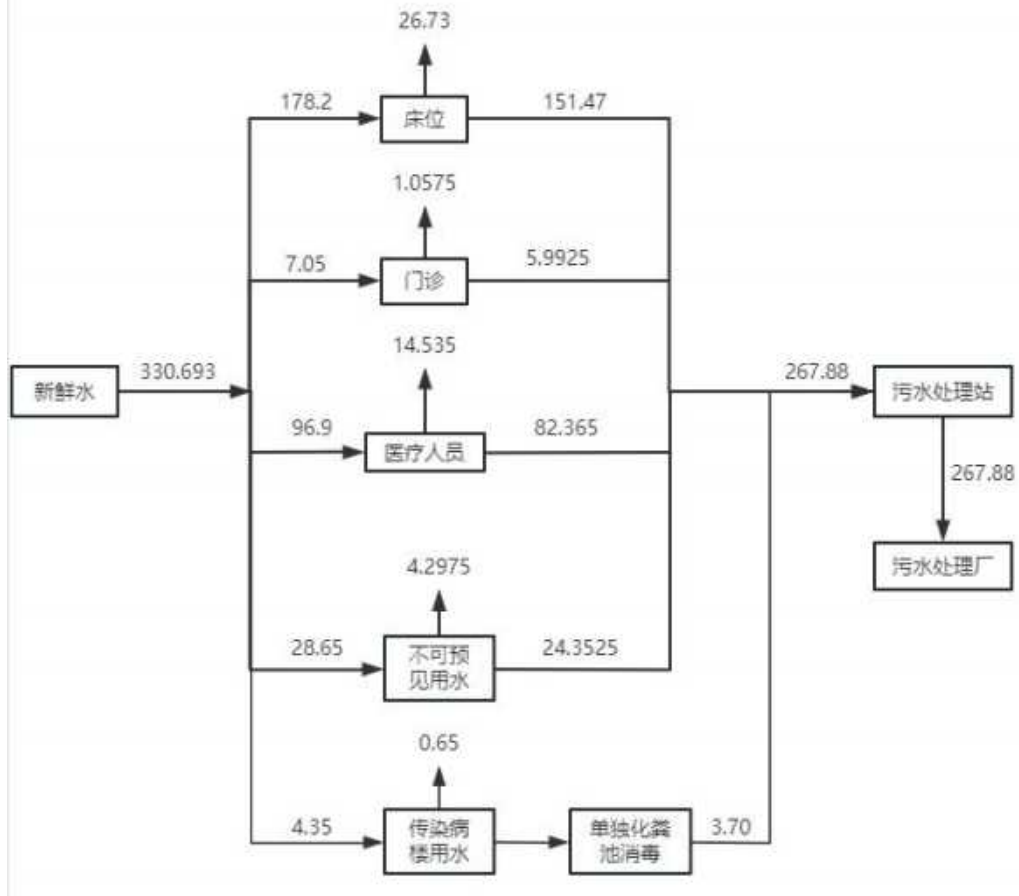 26.73
178.2
床位
151.47
1.0575
7.05
门诊
5.9925
14.535
新鲜水
330.693
267.88
污水处理站
96.9
医疗人员
82.365
267.88
4.2975
污水处理厂
28.65
不可预
见用水
24.3525
0.65
4.35
传染病
楼用水
单独化粪
池消毒
3.70